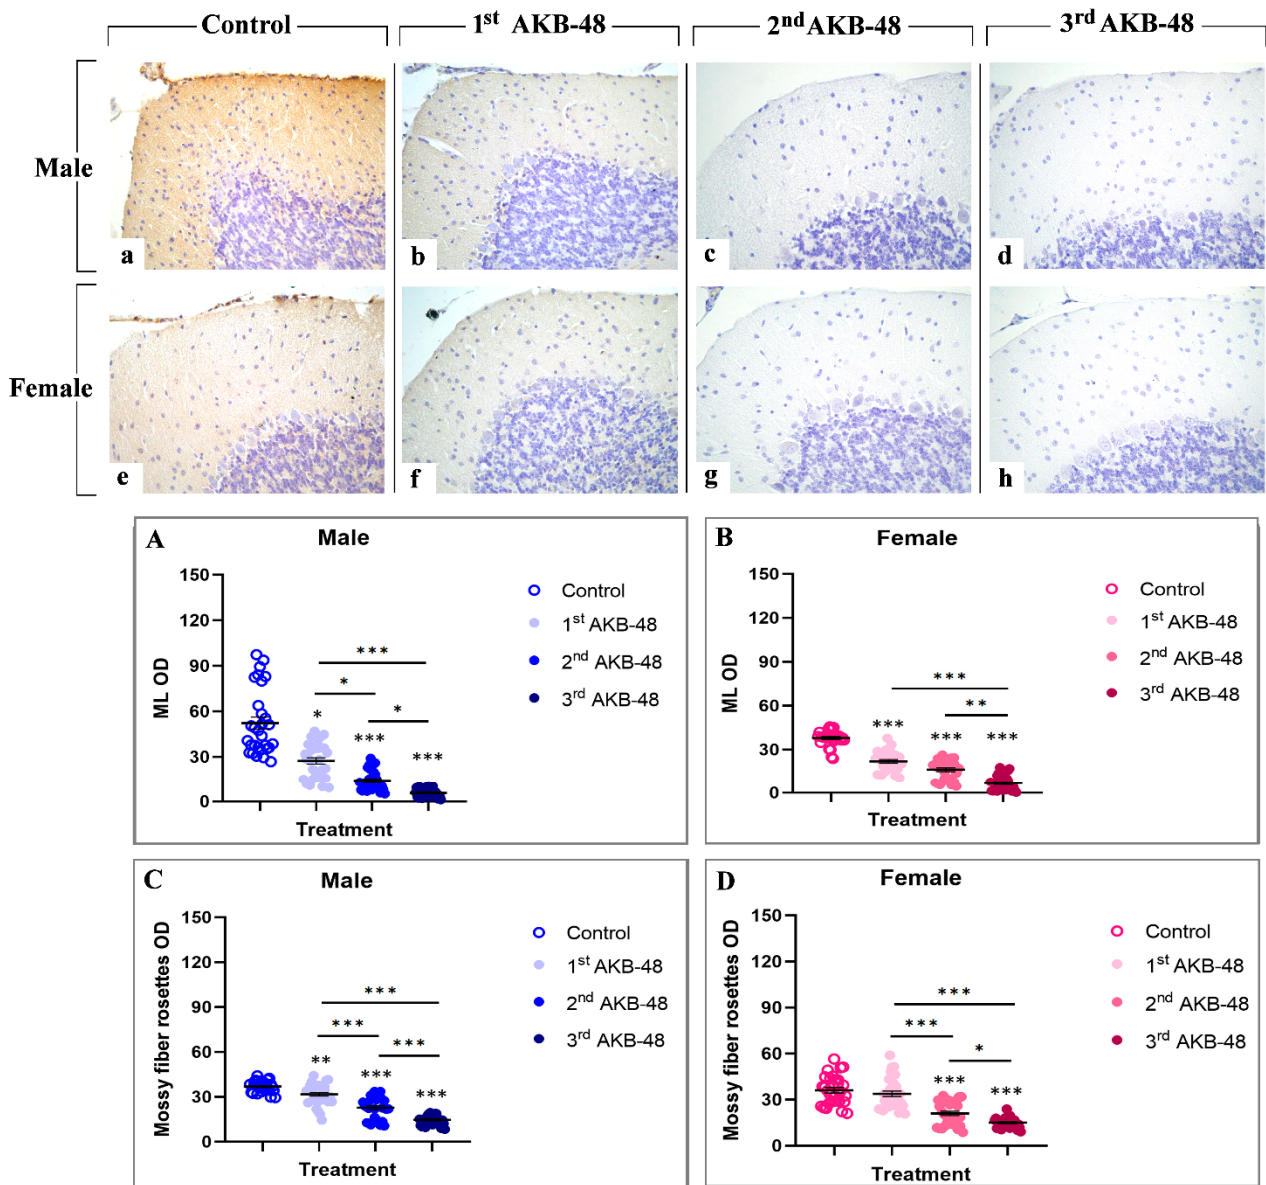 Control
1st AKB-48
2nd AKB-48
3rd AKB-48
Male
a
b
c
d
Female
e
f
g
h
A
Male
ML OD
150
120
90
60
30
0
***
*
*
*
***
***
Treatment
Control
1st AKB-48
2nd AKB-48
3rd AKB-48
B
Female
ML OD
150
120
90
60
30
0
***
**
***
***
***
Treatment
Control
1st AKB-48
2nd AKB-48
3rd AKB-48
C
Male
Mossy fiber rosettes OD
150
120
90
60
30
0
***
***
***
**
***
***
Treatment
Control
1st AKB-48
2nd AKB-48
3rd AKB-48
D
Female
Mossy fiber rosettes OD
150
120
90
60
30
0
***
***
*
***
***
Treatment
Control
1st AKB-48
2nd AKB-48
3rd AKB-48